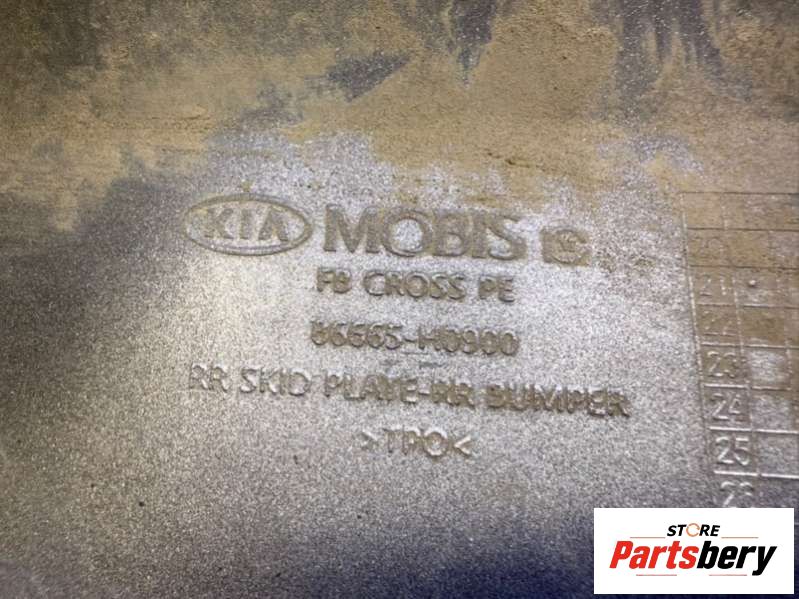 KIA MOBIS
FB CROSS PE
86665-H0900
RR SKID PLATE-RR BUMPER
>TPO<
21
22
23
24
25
STORE
Partsbery